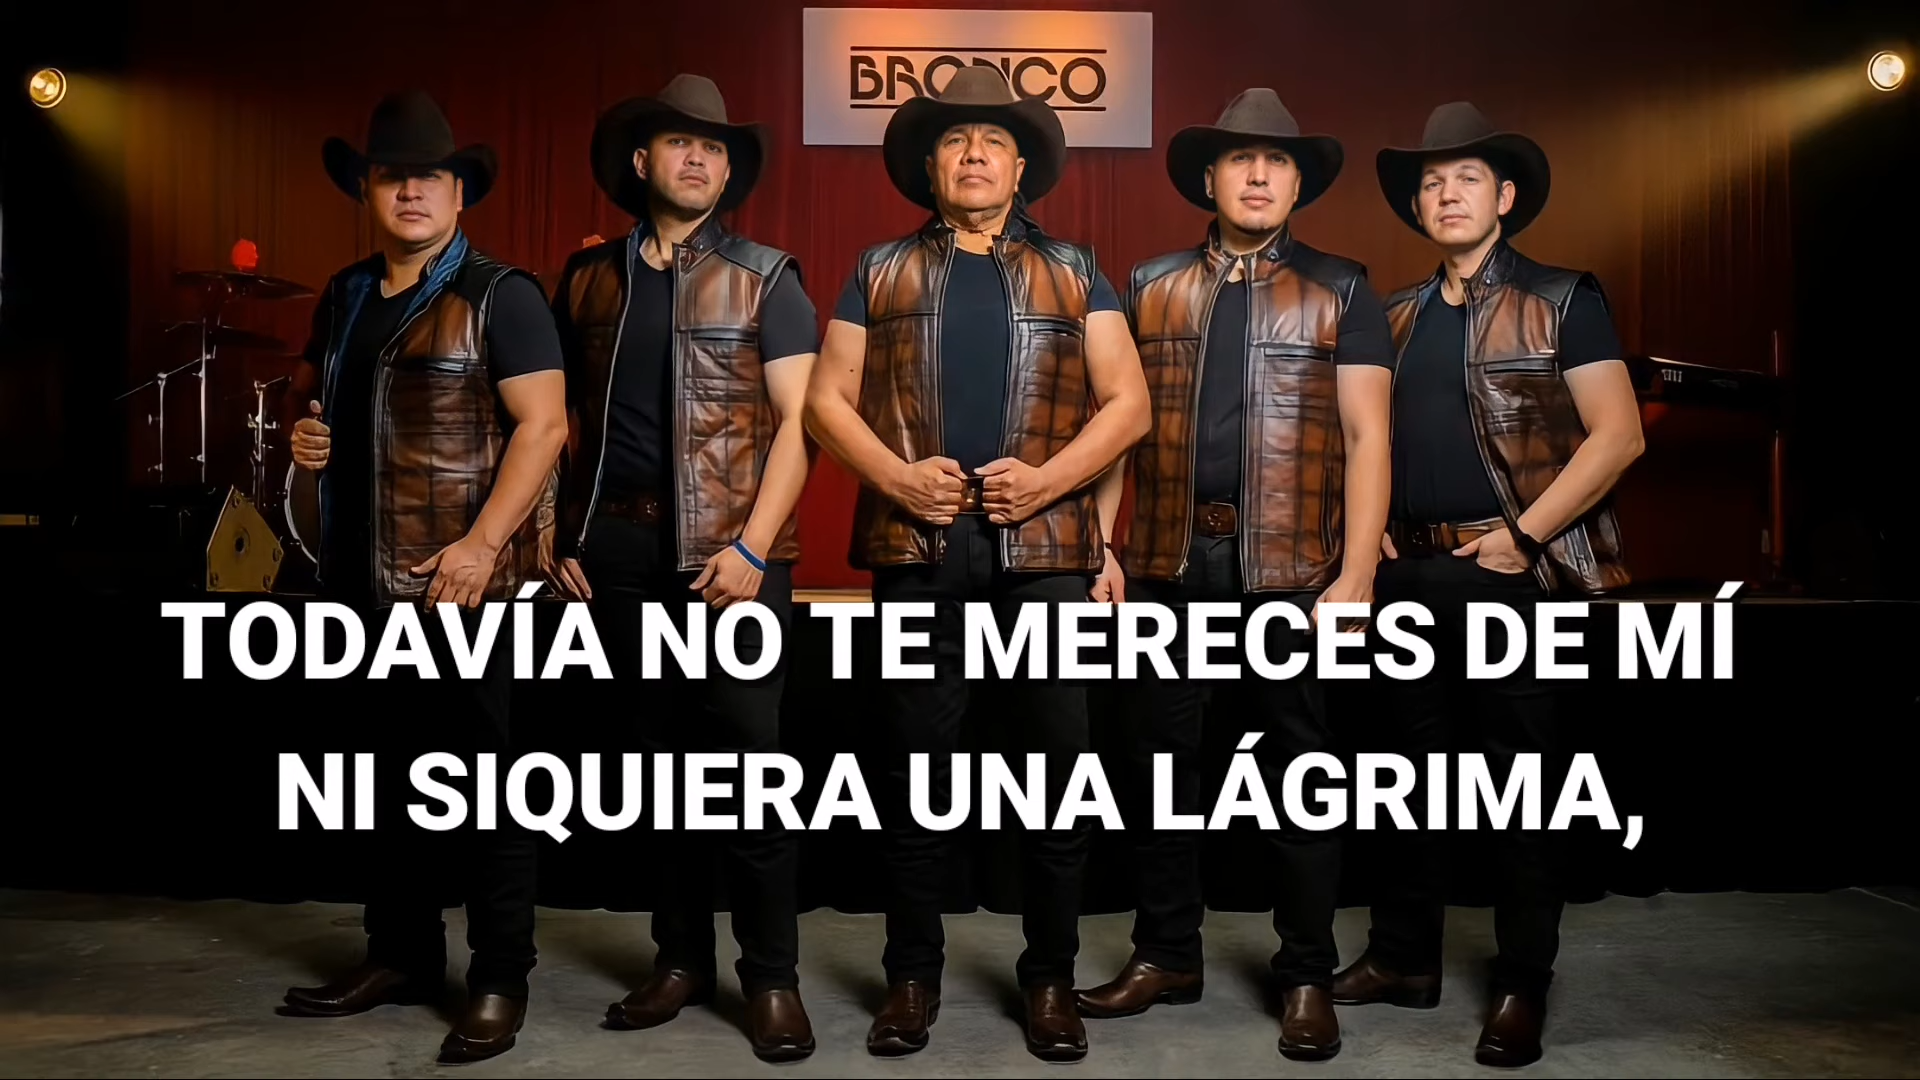 BRONCO
TODAVÍA NO TE MERECES DE MÍ
NI SIQUIERA UNA LÁGRIMA,